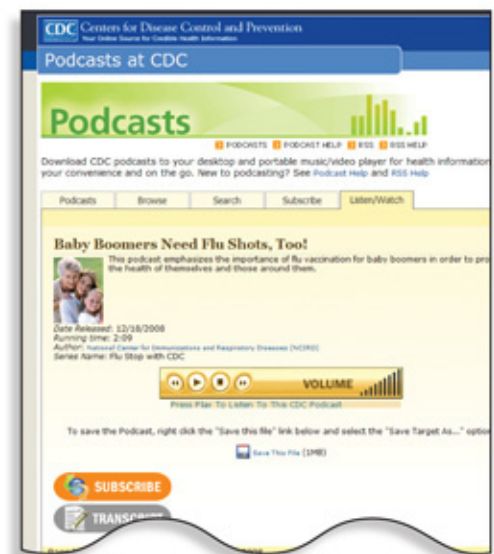 CDC Centers for Disease Control and Prevention
Your Online Source for Credible Health Information
Podcasts at CDC
Podcasts
PODCASTS PODCAST HELP RSS RSS HELP
Download CDC podcasts to your desktop and portable music/video player for health information
your convenience and on the go. New to podcasting? See Podcast Help and RSS Help
Podcasts Browse Search Subscribe Listen/Watch
Baby Boomers Need Flu Shots, Too!
This podcast emphasizes the importance of flu vaccination for baby boomers in order to pro
the health of themselves and those around them.
Date Released: 12/18/2008
Running time: 2:09
Author: National Center for Immunizations and Respiratory Diseases (NCIRD)
Series Name: Flu Stop with CDC
VOLUME
Press Play To Listen To This CDC Podcast
To save the Podcast, right click the "Save this file" link below and select the "Save Target As..." optio
Save This File (1MB)
SUBSCRIBE
TRANSCRIPT